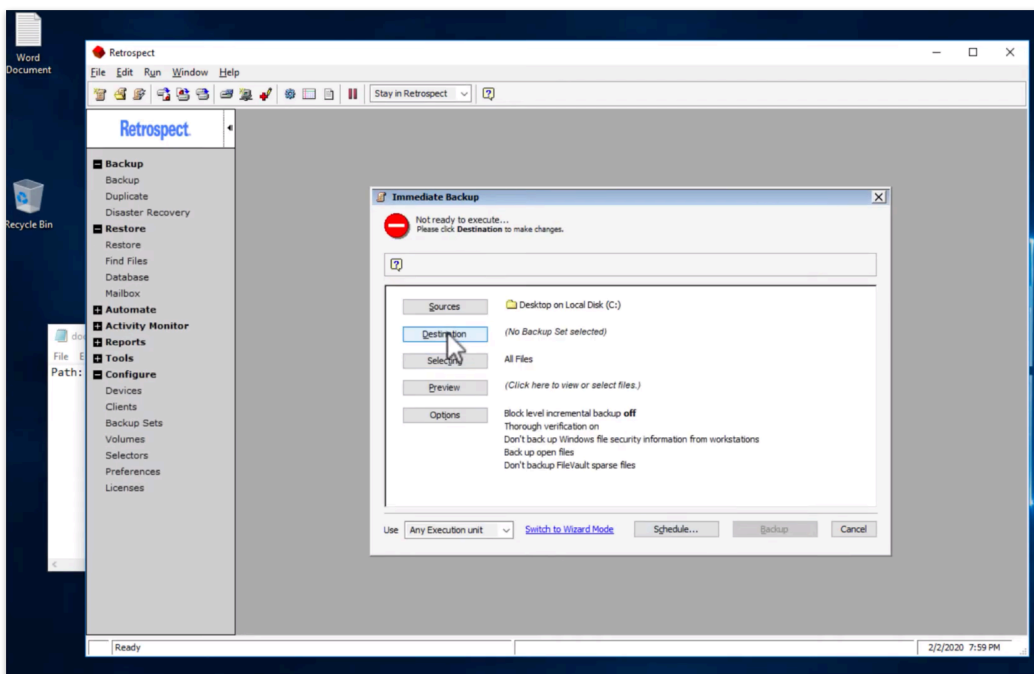 Word
Document
Recycle Bin
Retrospect
File Edit Run Window Help
Stay in Retrospect
Retrospect
Backup
Backup
Duplicate
Disaster Recovery
Restore
Restore
Find Files
Database
Mailbox
Automate
Activity Monitor
Reports
Tools
Configure
Devices
Clients
Backup Sets
Volumes
Selectors
Preferences
Licenses
File
Path:
Immediate Backup
Not ready to execute...
Please click Destination to make changes.
Sources Desktop on Local Disk (C:)
Destination (No Backup Set selected)
Selecting All Files
Preview (Click here to view or select files.)
Options Block level incremental backup off
Thorough verification on
Don't back up Windows file security information from workstations
Back up open files
Don't backup FileVault sparse files
Use Any Execution unit Switch to Wizard Mode Schedule... Backup Cancel
Ready 2/2/2020 7:59 PM